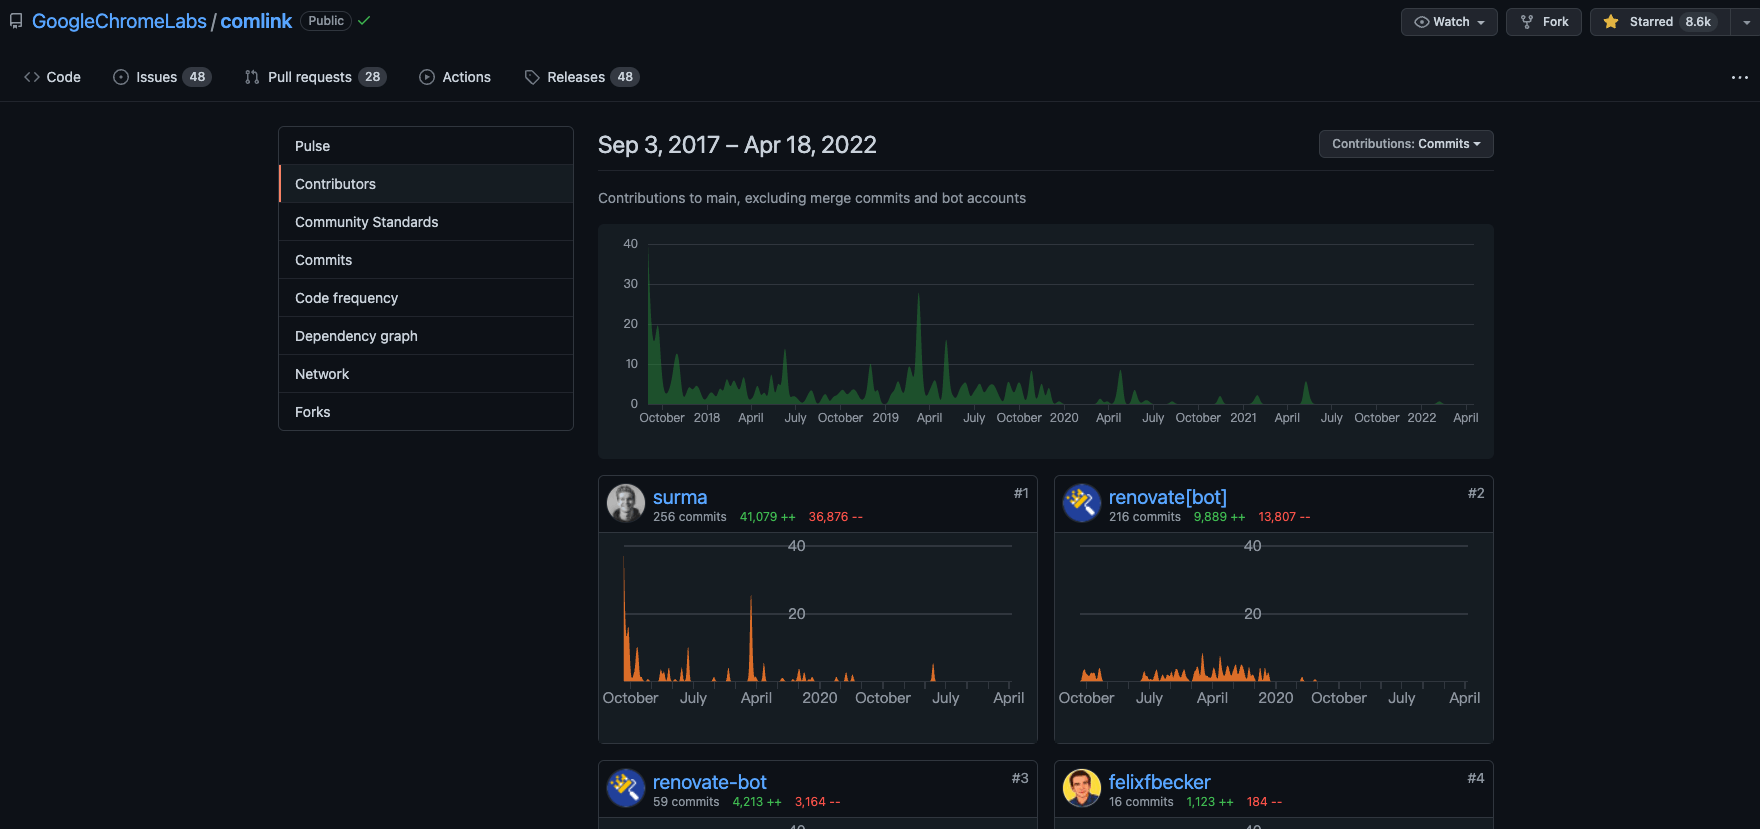 GoogleChromeLabs / comlink Public
Watch Fork Starred 8.6k
Code Issues 48 Pull requests 28 Actions Releases 48
Pulse
Contributors
Community Standards
Commits
Code frequency
Dependency graph
Network
Forks
Sep 3, 2017 – Apr 18, 2022
Contributions: Commits
Contributions to main, excluding merge commits and bot accounts
40
30
20
10
0
October 2018 April July October 2019 April July October 2020 April July October 2021 April July October 2022 April
surma #1
256 commits 41,079 ++ 36,876 --
40
20
October July April 2020 October July April
renovate[bot] #2
216 commits 9,889 ++ 13,807 --
40
20
October July April 2020 October July April
renovate-bot #3
59 commits 4,213 ++ 3,164 --
40
felixfbecker #4
16 commits 1,123 ++ 184 --
40